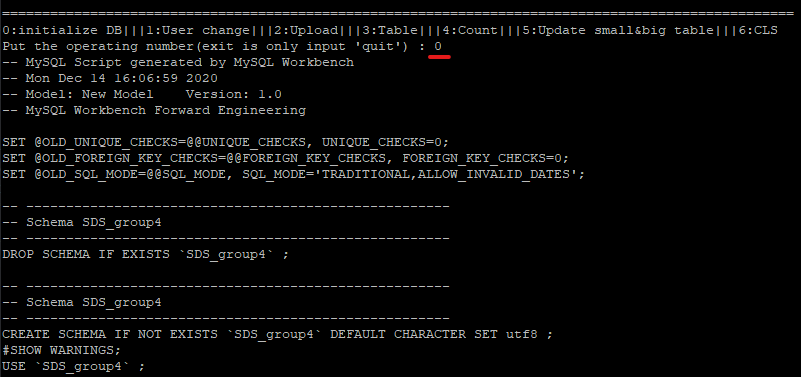 ====================================================================================================
0:initialize DB|||1:User change|||2:Upload|||3:Table|||4:Count|||5:Update small&big table|||6:CLS
Put the operating number(exit is only input 'quit') : 0
-- MySQL Script generated by MySQL Workbench
-- Mon Dec 14 16:06:59 2020
-- Model: New Model    Version: 1.0
-- MySQL Workbench Forward Engineering

SET @OLD_UNIQUE_CHECKS=@@UNIQUE_CHECKS, UNIQUE_CHECKS=0;
SET @OLD_FOREIGN_KEY_CHECKS=@@FOREIGN_KEY_CHECKS, FOREIGN_KEY_CHECKS=0;
SET @OLD_SQL_MODE=@@SQL_MODE, SQL_MODE='TRADITIONAL,ALLOW_INVALID_DATES';

-- -----------------------------------------------------
-- Schema SDS_group4
-- -----------------------------------------------------
DROP SCHEMA IF EXISTS `SDS_group4` ;

-- -----------------------------------------------------
-- Schema SDS_group4
-- -----------------------------------------------------
CREATE SCHEMA IF NOT EXISTS `SDS_group4` DEFAULT CHARACTER SET utf8 ;
#SHOW WARNINGS;
USE `SDS_group4` ;